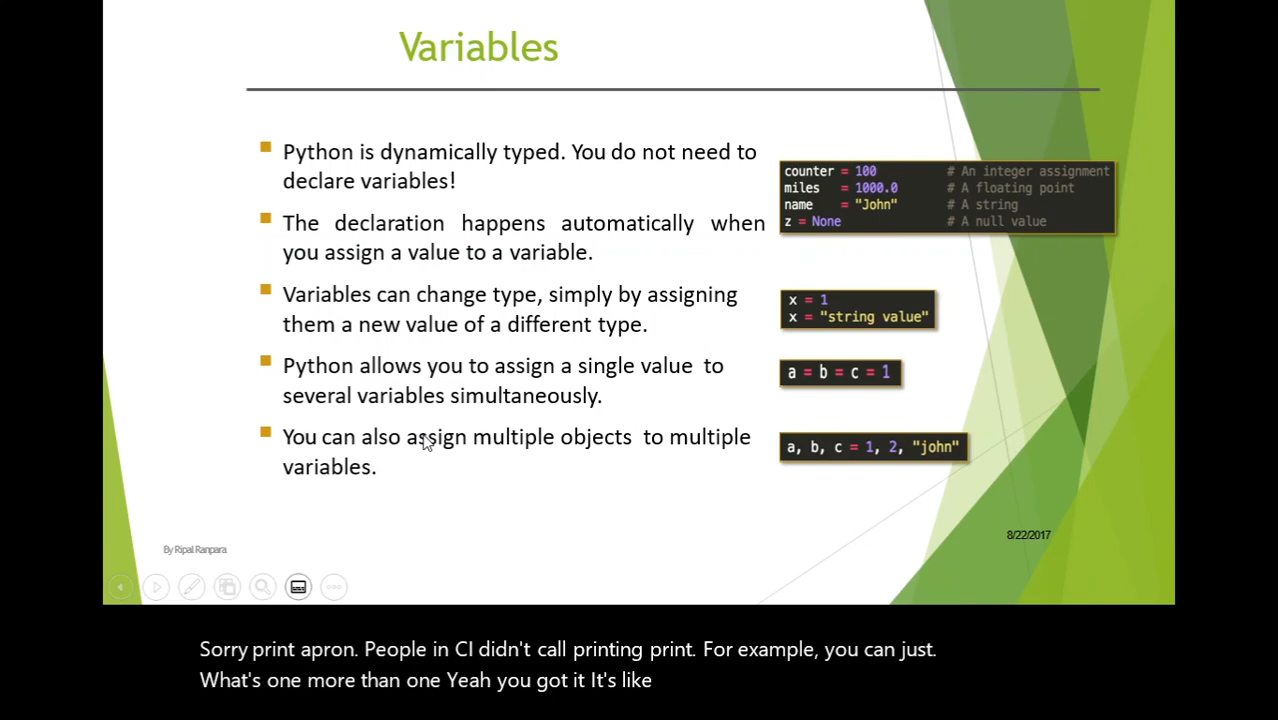 Variables
Python is dynamically typed. You do not need to
declare variables!
counter = 100 # An integer assignment
miles = 1000.0 # A floating point
name = "John" # A string
z = None # A null value
The declaration happens automatically when
you assign a value to a variable.
Variables can change type, simply by assigning
them a new value of a different type.
x = 1
x = "string value"
Python allows you to assign a single value to
several variables simultaneously.
a = b = c = 1
You can also assign multiple objects to multiple
variables.
a, b, c = 1, 2, "john"
8/22/2017
By Ripal Ranpara
Sorry print apron. People in CI didn't call printing print. For example, you can just.
What's one more than one Yeah you got it It's like